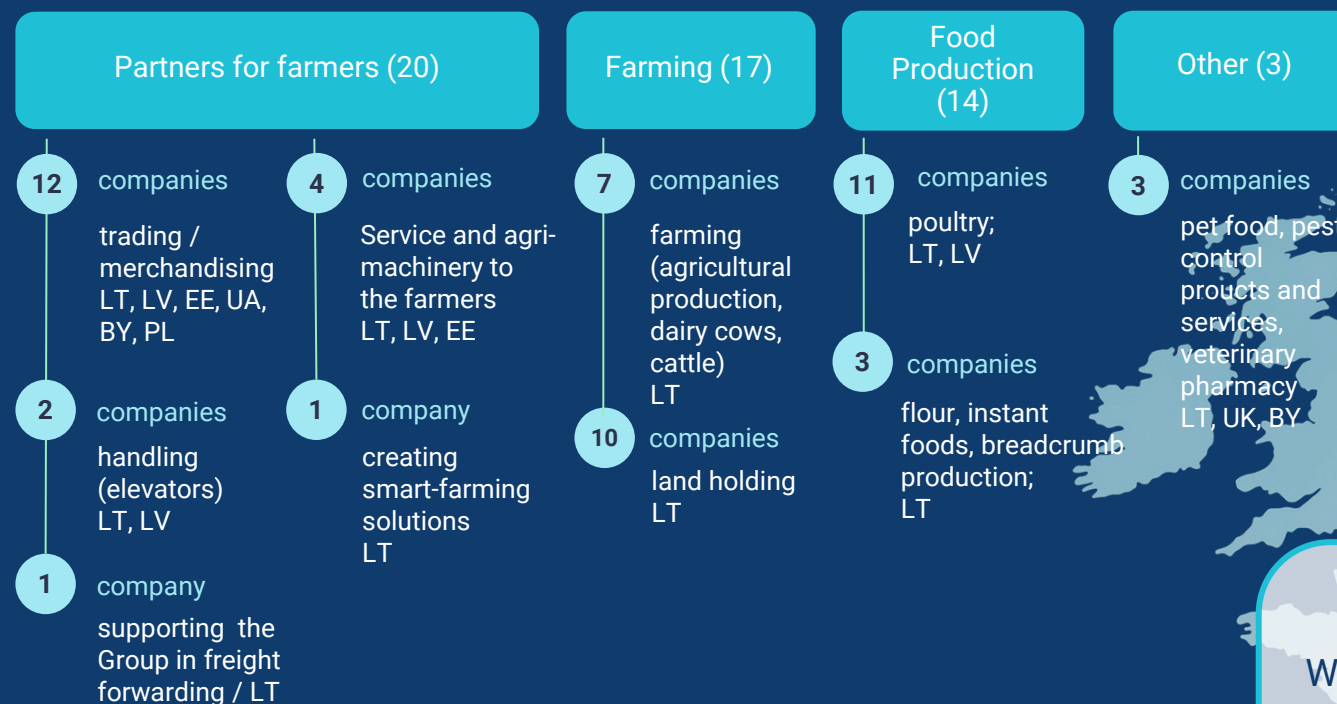 Partners for farmers (20)
12
companies
trading /
merchandising
LT, LV, EE, UA,
BY, PL
2
companies
handling
(elevators)
LT, LV
1
company
supporting  the
Group in freight
forwarding / LT
4
companies
Service and agri-
machinery to
the farmers
LT, LV, EE
1
company
creating
smart-farming
solutions
LT
Farming (17)
7
companies
farming
(agricultural
production,
dairy cows,
cattle)
LT
10
companies
land holding
LT
Food
Production
(14)
11
companies
poultry;
LT, LV
3
companies
flour, instant
foods, breadcrumb
production;
LT
Other (3)
3
companies
pet food, pest
control
proucts and
services,
veterinary
pharmacy
LT, UK, BY